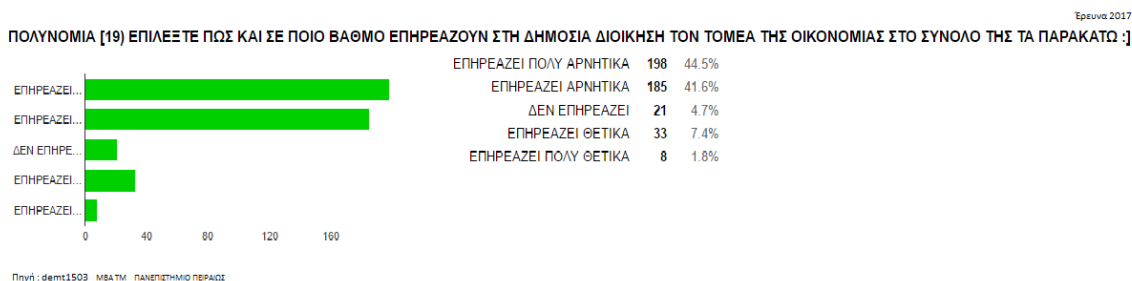 Έρευνα 2017
ΠΟΛΥΝΟΜΙΑ [19) ΕΠΙΛΕΞΤΕ ΠΩΣ ΚΑΙ ΣΕ ΠΟΙΟ ΒΑΘΜΟ ΕΠΗΡΕΑΖΟΥΝ ΣΤΗ ΔΗΜΟΣΙΑ ΔΙΟΙΚΗΣΗ ΤΟΝ ΤΟΜΕΑ ΤΗΣ ΟΙΚΟΝΟΜΙΑΣ ΣΤΟ ΣΥΝΟΛΟ ΤΗΣ ΤΑ ΠΑΡΑΚΑΤΩ :]
ΕΠΗΡΕΑΖΕΙ ΠΟΛΥ ΑΡΝΗΤΙΚΑ 198 44.5%
ΕΠΗΡΕΑΖΕΙ ΑΡΝΗΤΙΚΑ 185 41.6%
ΔΕΝ ΕΠΗΡΕΑΖΕΙ 21 4.7%
ΕΠΗΡΕΑΖΕΙ ΘΕΤΙΚΑ 33 7.4%
ΕΠΗΡΕΑΖΕΙ ΠΟΛΥ ΘΕΤΙΚΑ 8 1.8%
ΕΠΗΡΕΑΖΕΙ...
ΕΠΗΡΕΑΖΕΙ...
ΔΕΝ ΕΠΗΡΕ...
ΕΠΗΡΕΑΖΕΙ...
ΕΠΗΡΕΑΖΕΙ...
0 40 80 120 160
Πηγή : demt1503 MBA TM ΠΑΝΕΠΙΣΤΗΜΙΟ ΠΕΙΡΑΙΩΣ